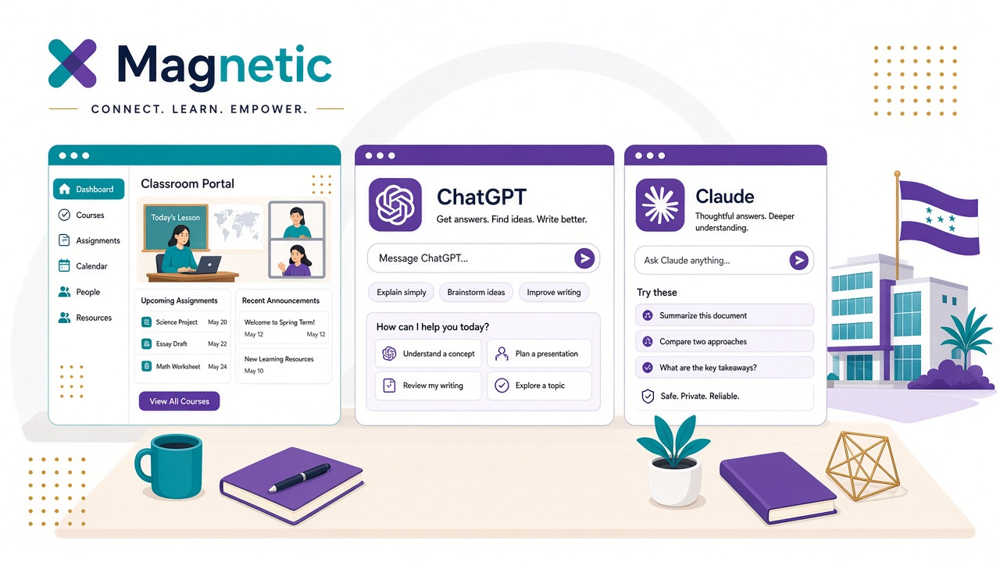 Magnetic
CONNECT. LEARN. EMPOWER.
Dashboard
Courses
Assignments
Calendar
People
Resources
Classroom Portal
Today's Lesson
Upcoming Assignments
Science Project May 20
Essay Draft May 22
Math Worksheet May 24
Recent Announcements
Welcome to Spring Term!
May 12 May 12
New Learning Resources
May 10
View All Courses
ChatGPT
Get answers. Find ideas. Write better.
Message ChatGPT...
Explain simply Brainstorm ideas Improve writing
How can I help you today?
Understand a concept Plan a presentation
Review my writing Explore a topic
Claude
Thoughtful answers. Deeper
understanding.
Ask Claude anything...
Try these
Summarize this document
Compare two approaches
What are the key takeaways?
Safe. Private. Reliable.